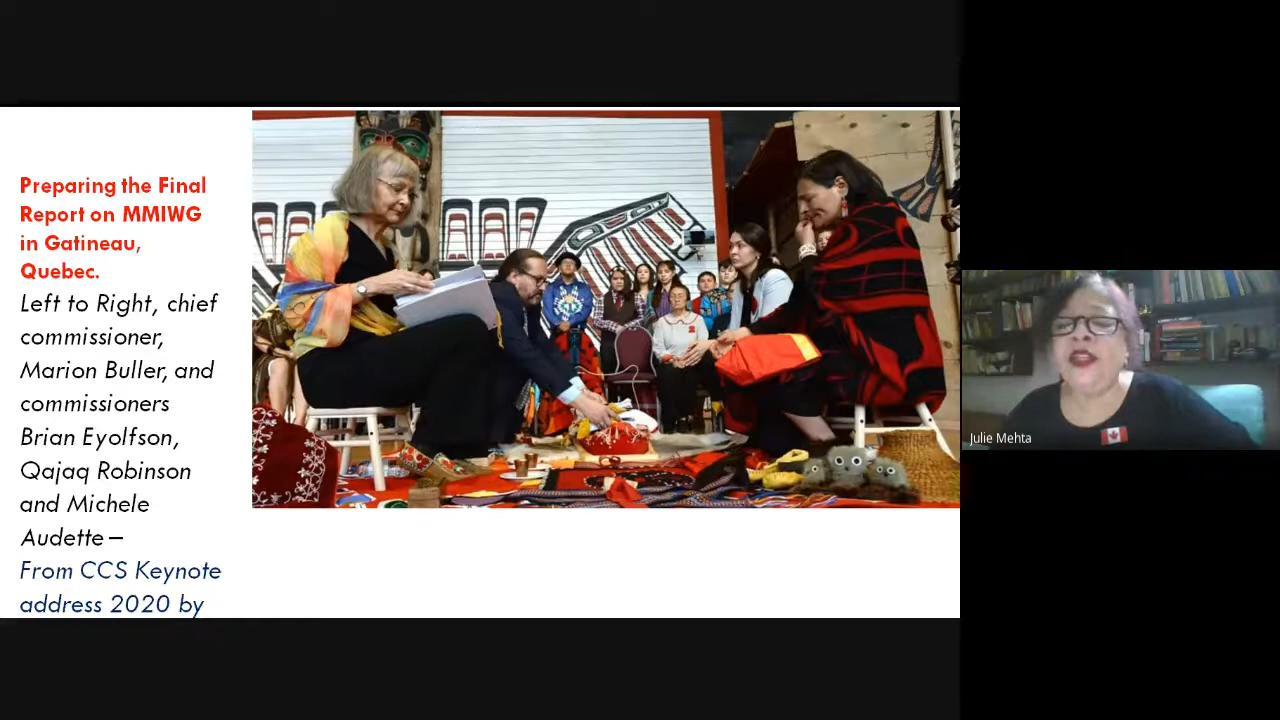 Preparing the Final
Report on MMIWG
in Gatineau,
Quebec.
Left to Right, chief
commissioner,
Marion Buller, and
commissioners
Brian Eyolfson,
Qajaq Robinson
and Michele
Audette –
From CCS Keynote
address 2020 by
Julie Mehta